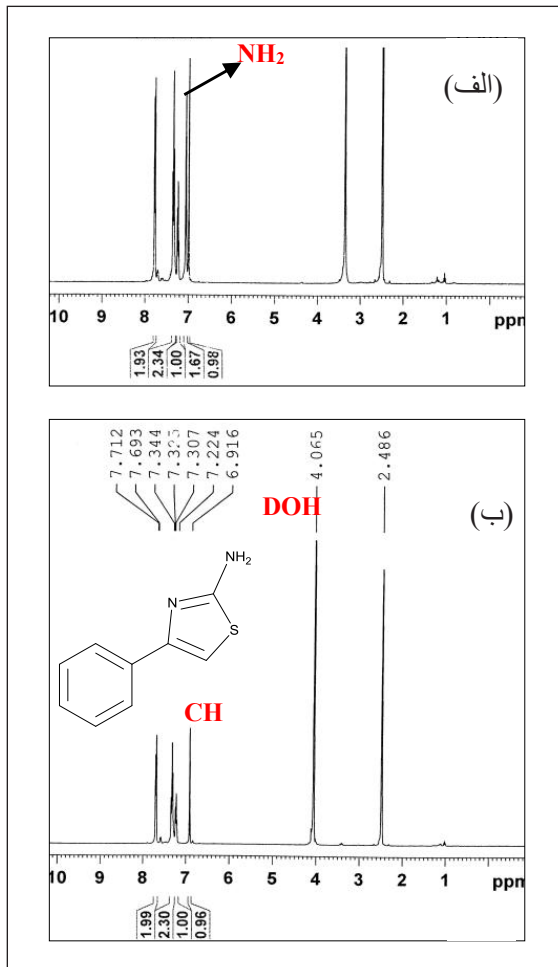 NH₂
(الف)
10 9 8 7 6 5 4 3 2 1 ppm
1.93 2.34 1.00 1.67 0.98
7.712
7.693
7.344
7.325
7.307
7.224
6.916
4.065
2.486
DOH
(ب)
NH₂
N
S
CH
10 9 8 7 6 5 4 3 2 1 ppm
1.99 2.30 1.00 0.96